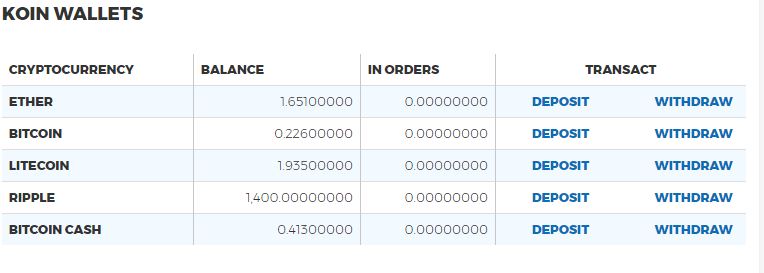 KOIN WALLETS
CRYPTOCURRENCY BALANCE IN ORDERS TRANSACT
ETHER 1.65100000 0.00000000 DEPOSIT WITHDRAW
BITCOIN 0.22600000 0.00000000 DEPOSIT WITHDRAW
LITECOIN 1.93500000 0.00000000 DEPOSIT WITHDRAW
RIPPLE 1,400.00000000 0.00000000 DEPOSIT WITHDRAW
BITCOIN CASH 0.41300000 0.00000000 DEPOSIT WITHDRAW